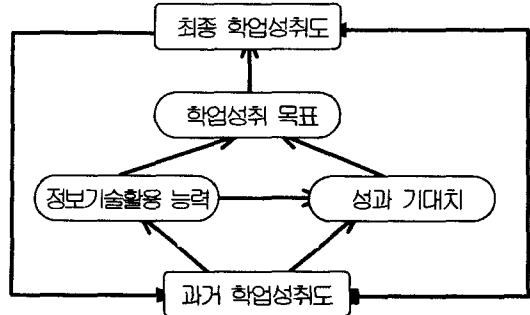 최종 학업성취도
학업성취 목표
정보기술활용 능력
성과 기대치
과거 학업성취도